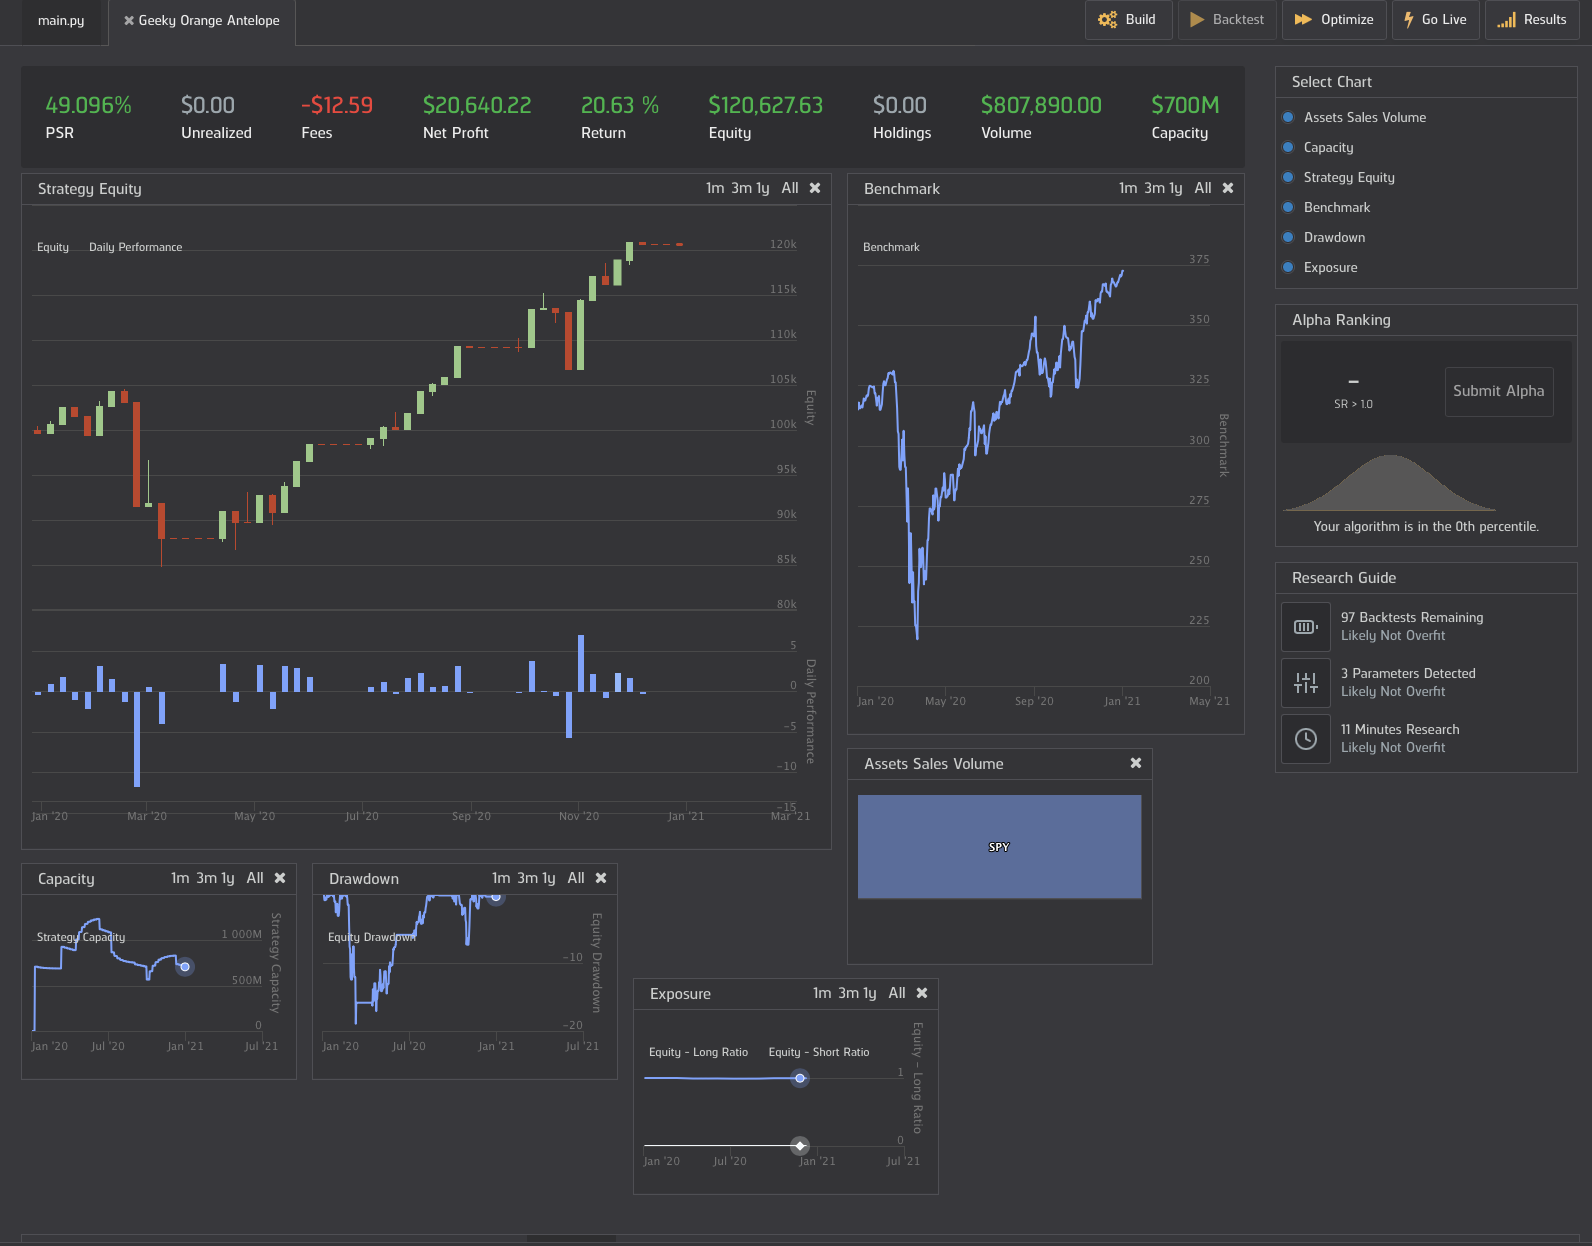 main.py
Geeky Orange Antelope
Build
Backtest
Optimize
Go Live
Results
49.096%
PSR
$0.00
Unrealized
-$12.59
Fees
$20,640.22
Net Profit
20.63 %
Return
$120,627.63
Equity
$0.00
Holdings
$807,890.00
Volume
$700M
Capacity
Strategy Equity
1m 3m 1y All
Equity
Daily Performance
120k
115k
110k
105k
100k
95k
90k
85k
80k
Equity
5
0
-5
-10
-15
Daily Performance
Jan '20
Mar '20
May '20
Jul '20
Sep '20
Nov '20
Jan '21
Mar '21
Benchmark
1m 3m 1y All
Benchmark
375
350
325
300
275
250
225
200
Benchmark
Jan '20
May '20
Sep '20
Jan '21
May '21
Assets Sales Volume
SPY
Capacity
1m 3m 1y All
Strategy Capacity
1 000M
500M
0
Strategy Capacity
Jan '20
Jul '20
Jan '21
Jul '21
Drawdown
1m 3m 1y All
Equity Drawdown
-10
-20
Equity Drawdown
Jan '20
Jul '20
Jan '21
Jul '21
Exposure
1m 3m 1y All
Equity - Long Ratio
Equity - Short Ratio
1
0
Equity - Long Ratio
Jan '20
Jul '20
Jan '21
Jul '21
Select Chart
Assets Sales Volume
Capacity
Strategy Equity
Benchmark
Drawdown
Exposure
Alpha Ranking
–
SR > 1.0
Submit Alpha
Your algorithm is in the 0th percentile.
Research Guide
97 Backtests Remaining
Likely Not Overfit
3 Parameters Detected
Likely Not Overfit
11 Minutes Research
Likely Not Overfit